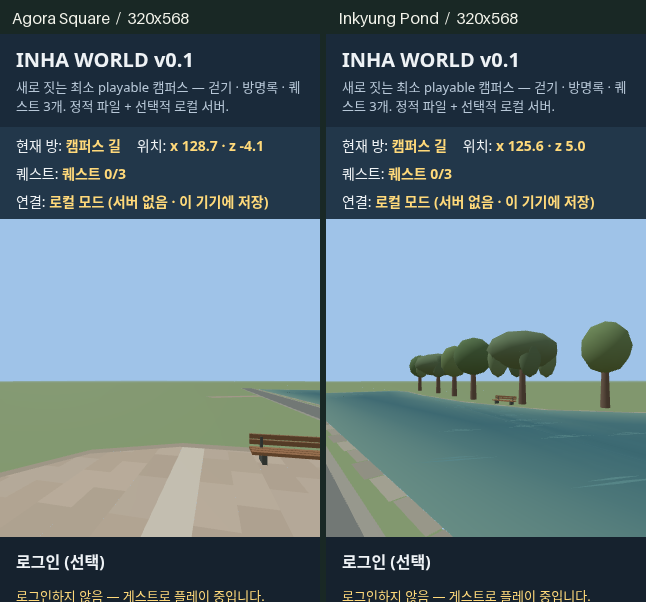 Agora Square / 320x568
INHA WORLD v0.1
새로 짓는 최소 playable 캠퍼스 — 걷기 · 방명록 · 퀘
스트 3개. 정적 파일 + 선택적 로컬 서버.
현재 방: 캠퍼스 길 위치: x 128.7 · z -4.1
퀘스트: 퀘스트 0/3
연결: 로컬 모드 (서버 없음 · 이 기기에 저장)
로그인 (선택)
로그인하지 않음 — 게스트로 플레이 중입니다.
Inkyung Pond / 320x568
INHA WORLD v0.1
새로 짓는 최소 playable 캠퍼스 — 걷기 · 방명록 · 퀘
스트 3개. 정적 파일 + 선택적 로컬 서버.
현재 방: 캠퍼스 길 위치: x 125.6 · z 5.0
퀘스트: 퀘스트 0/3
연결: 로컬 모드 (서버 없음 · 이 기기에 저장)
로그인 (선택)
로그인하지 않음 — 게스트로 플레이 중입니다.